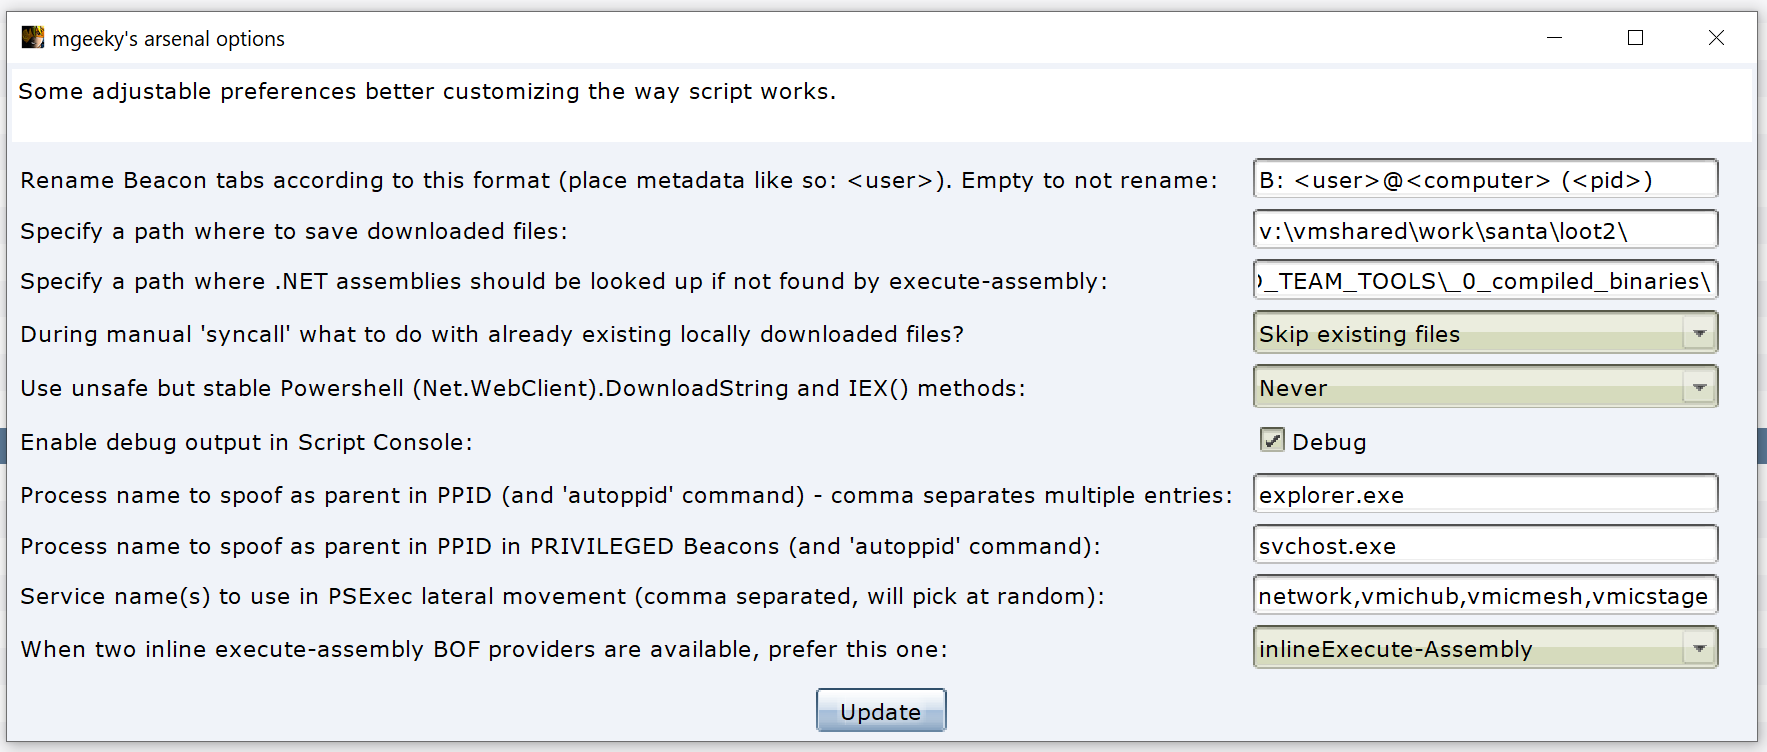 mgeeky's arsenal options
Some adjustable preferences better customizing the way script works.
Rename Beacon tabs according to this format (place metadata like so: <user>). Empty to not rename: B: <user>@<computer> (<pid>)
Specify a path where to save downloaded files: v:\vmshared\work\santa\loot2\
Specify a path where .NET assemblies should be looked up if not found by execute-assembly: _TEAM_TOOLS\_0_compiled_binaries\
During manual 'syncall' what to do with already existing locally downloaded files? Skip existing files
Use unsafe but stable Powershell (Net.WebClient).DownloadString and IEX() methods: Never
Enable debug output in Script Console: Debug
Process name to spoof as parent in PPID (and 'autoppid' command) - comma separates multiple entries: explorer.exe
Process name to spoof as parent in PPID in PRIVILEGED Beacons (and 'autoppid' command): svchost.exe
Service name(s) to use in PSExec lateral movement (comma separated, will pick at random): network,vmichub,vmicmesh,vmicstage
When two inline execute-assembly BOF providers are available, prefer this one: inlineExecute-Assembly
Update